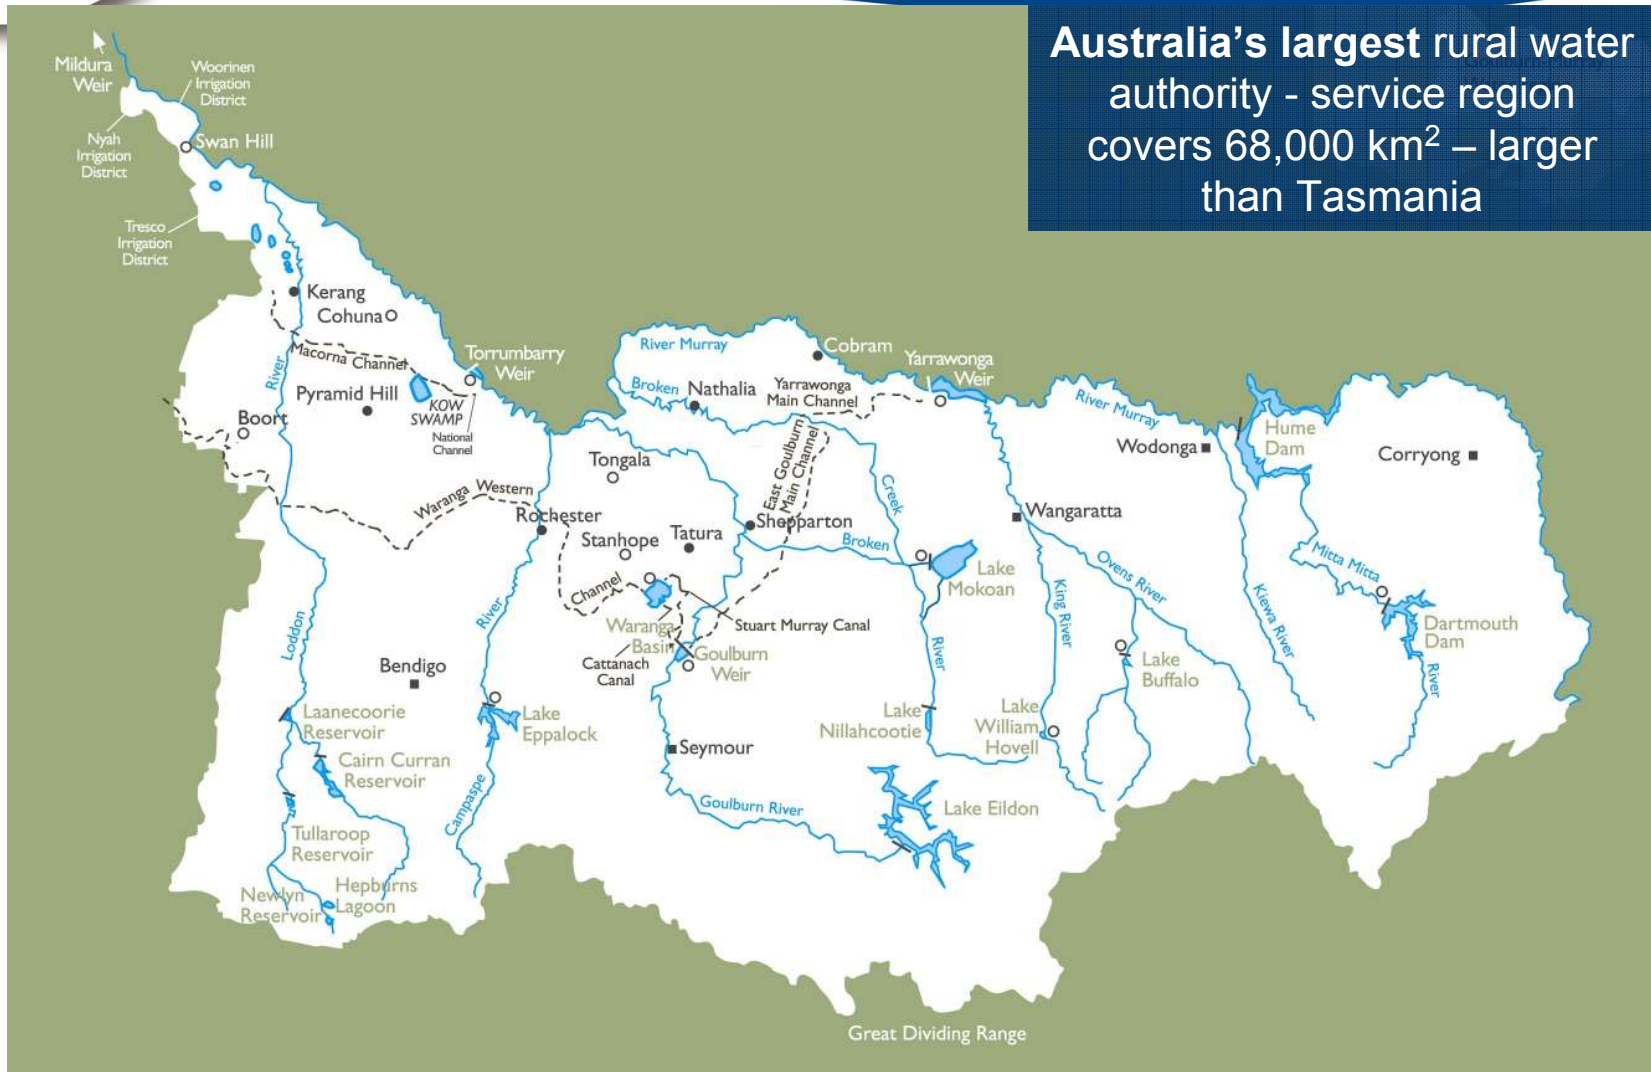 Australia's largest rural water
authority - service region
covers 68,000 km² – larger
than Tasmania
Mildura
Weir
Woorinen
Irrigation
District
Nyah
Irrigation
District
Swan Hill
Tresco
Irrigation
District
Kerang
Cohuna
Macorna Channel
River
Torrumbarry
Weir
Pyramid Hill
KOW
SWAMP
National
Channel
Boort
River Murray
Cobram
Broken
Nathalia
Yarrawonga
Main Channel
Yarrawonga
Weir
River Murray
Hume
Dam
Wodonga
Corryong
Tongala
East Goulburn
Main Channel
Creek
Waranga Western
Rochester
Stanhope
Tatura
Shepparton
Broken
Wangaratta
Lake
Mokoan
Ovens River
Mitta Mitta
Channel
River
King River
Kiewa River
Loddon
Waranga
Basin
Stuart Murray Canal
Dartmouth
Dam
Cattanach
Canal
Goulburn
Weir
River
Lake
Buffalo
River
Bendigo
Laanecoorie
Reservoir
Lake
Eppalock
Lake
Nillahcootie
Lake
William
Hovell
Seymour
Cairn Curran
Reservoir
Campaspe
Goulburn River
Lake Eildon
Tullaroop
Reservoir
Newlyn
Reservoir
Hepburns
Lagoon
Great Dividing Range